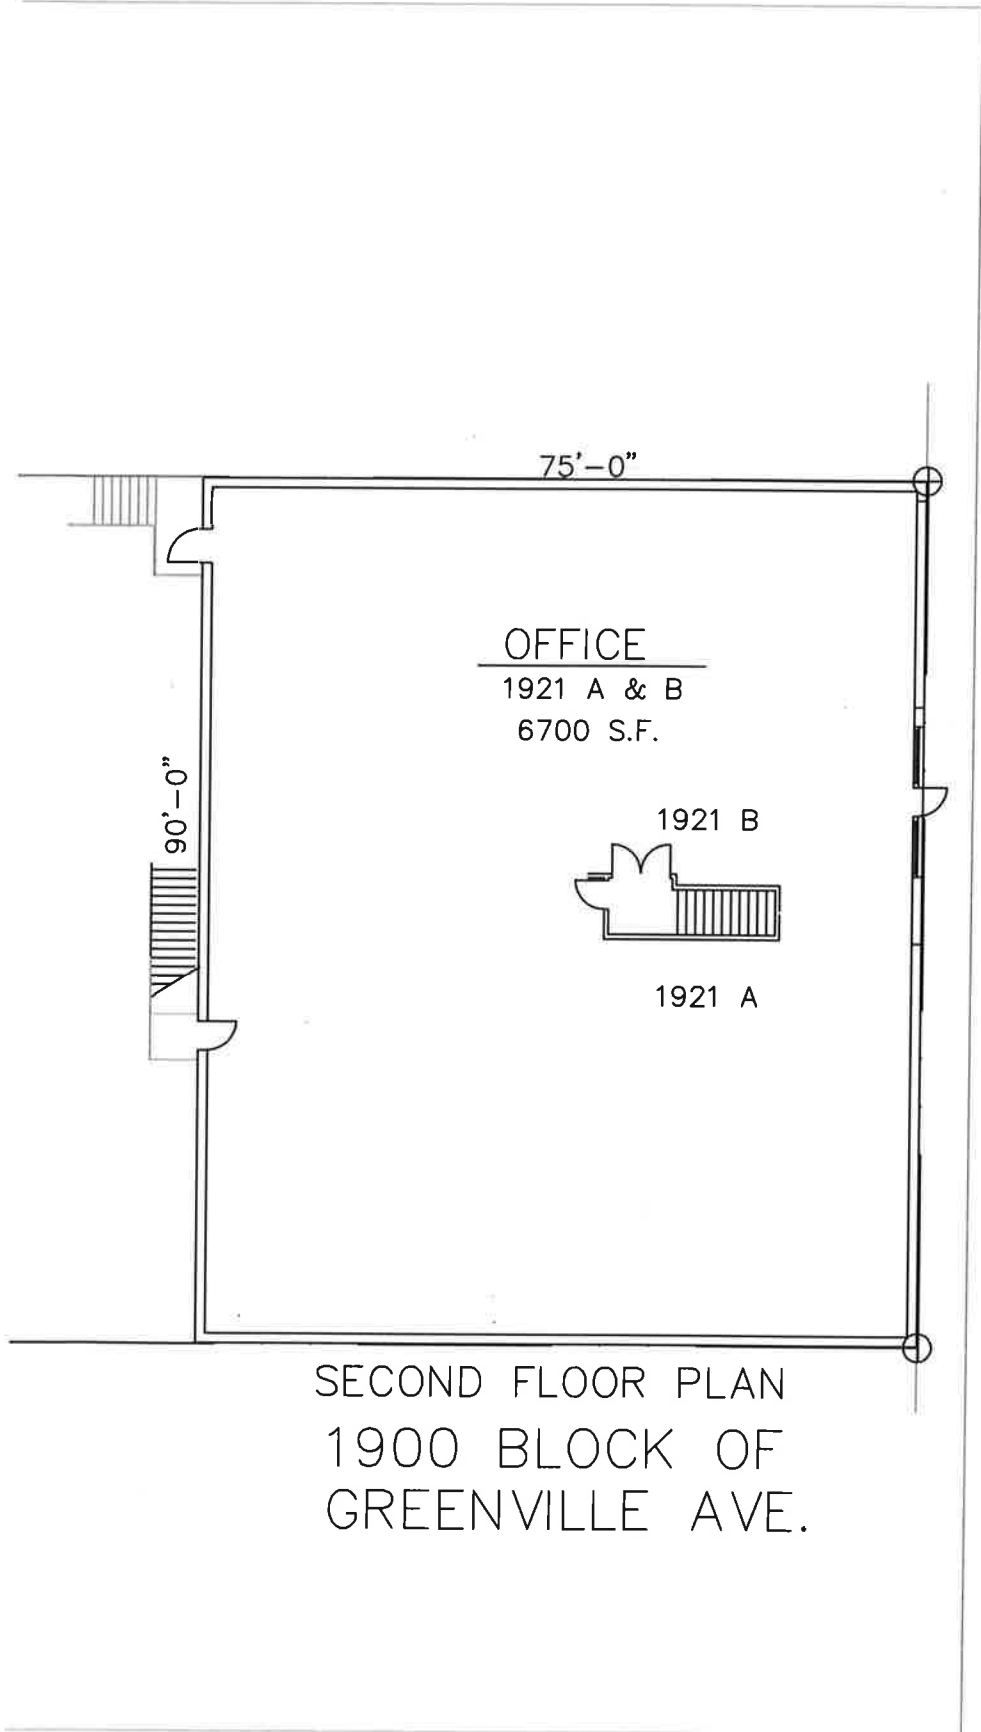 75'-0"
OFFICE
1921 A & B
6700 S.F.
90'-0"
1921 B
1921 A
SECOND FLOOR PLAN
1900 BLOCK OF
GREENVILLE AVE.